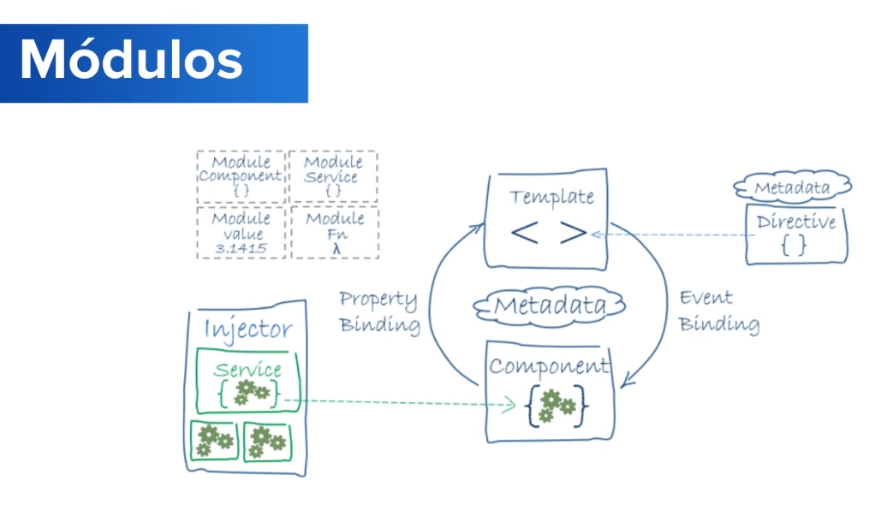 Módulos
Module
Component
{ }
Module
Service
{ }
Module
value
3.1415
Module
Fn
λ
Template
< >
Metadata
Directive
{ }
Property
Binding
Metadata
Event
Binding
Injector
Service
{ }
Component
{ }